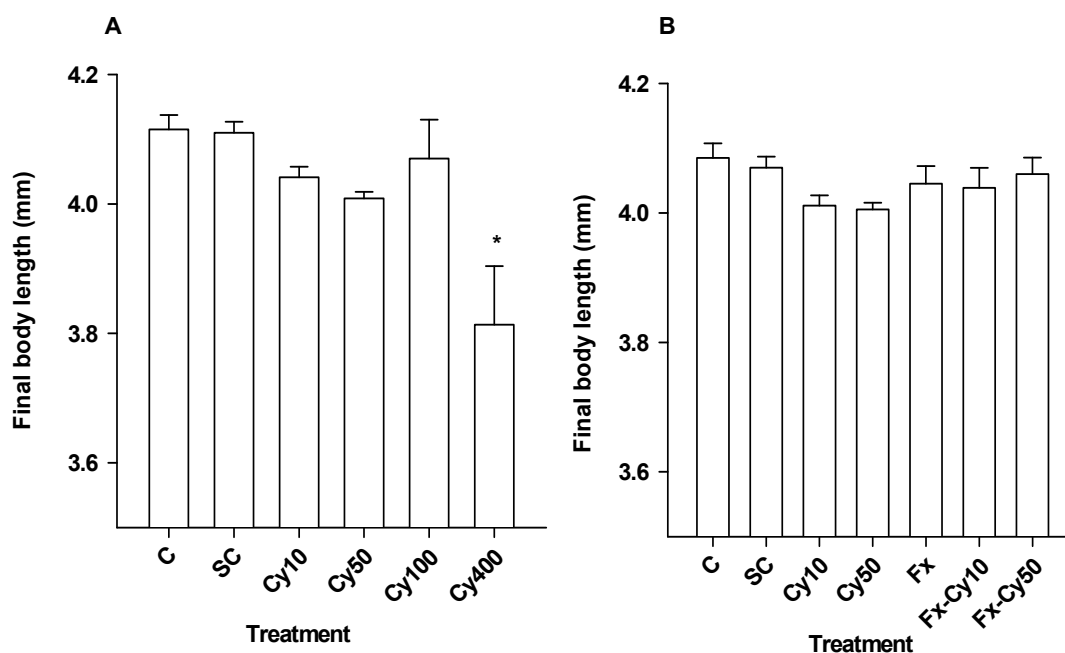 A
Final body length (mm)
4.2
4.0
3.8
3.6
*
C
SC
Cy10
Cy50
Cy100
Cy400
Treatment
B
Final body length (mm)
4.2
4.0
3.8
3.6
C
SC
Cy10
Cy50
Fx
Fx-Cy10
Fx-Cy50
Treatment